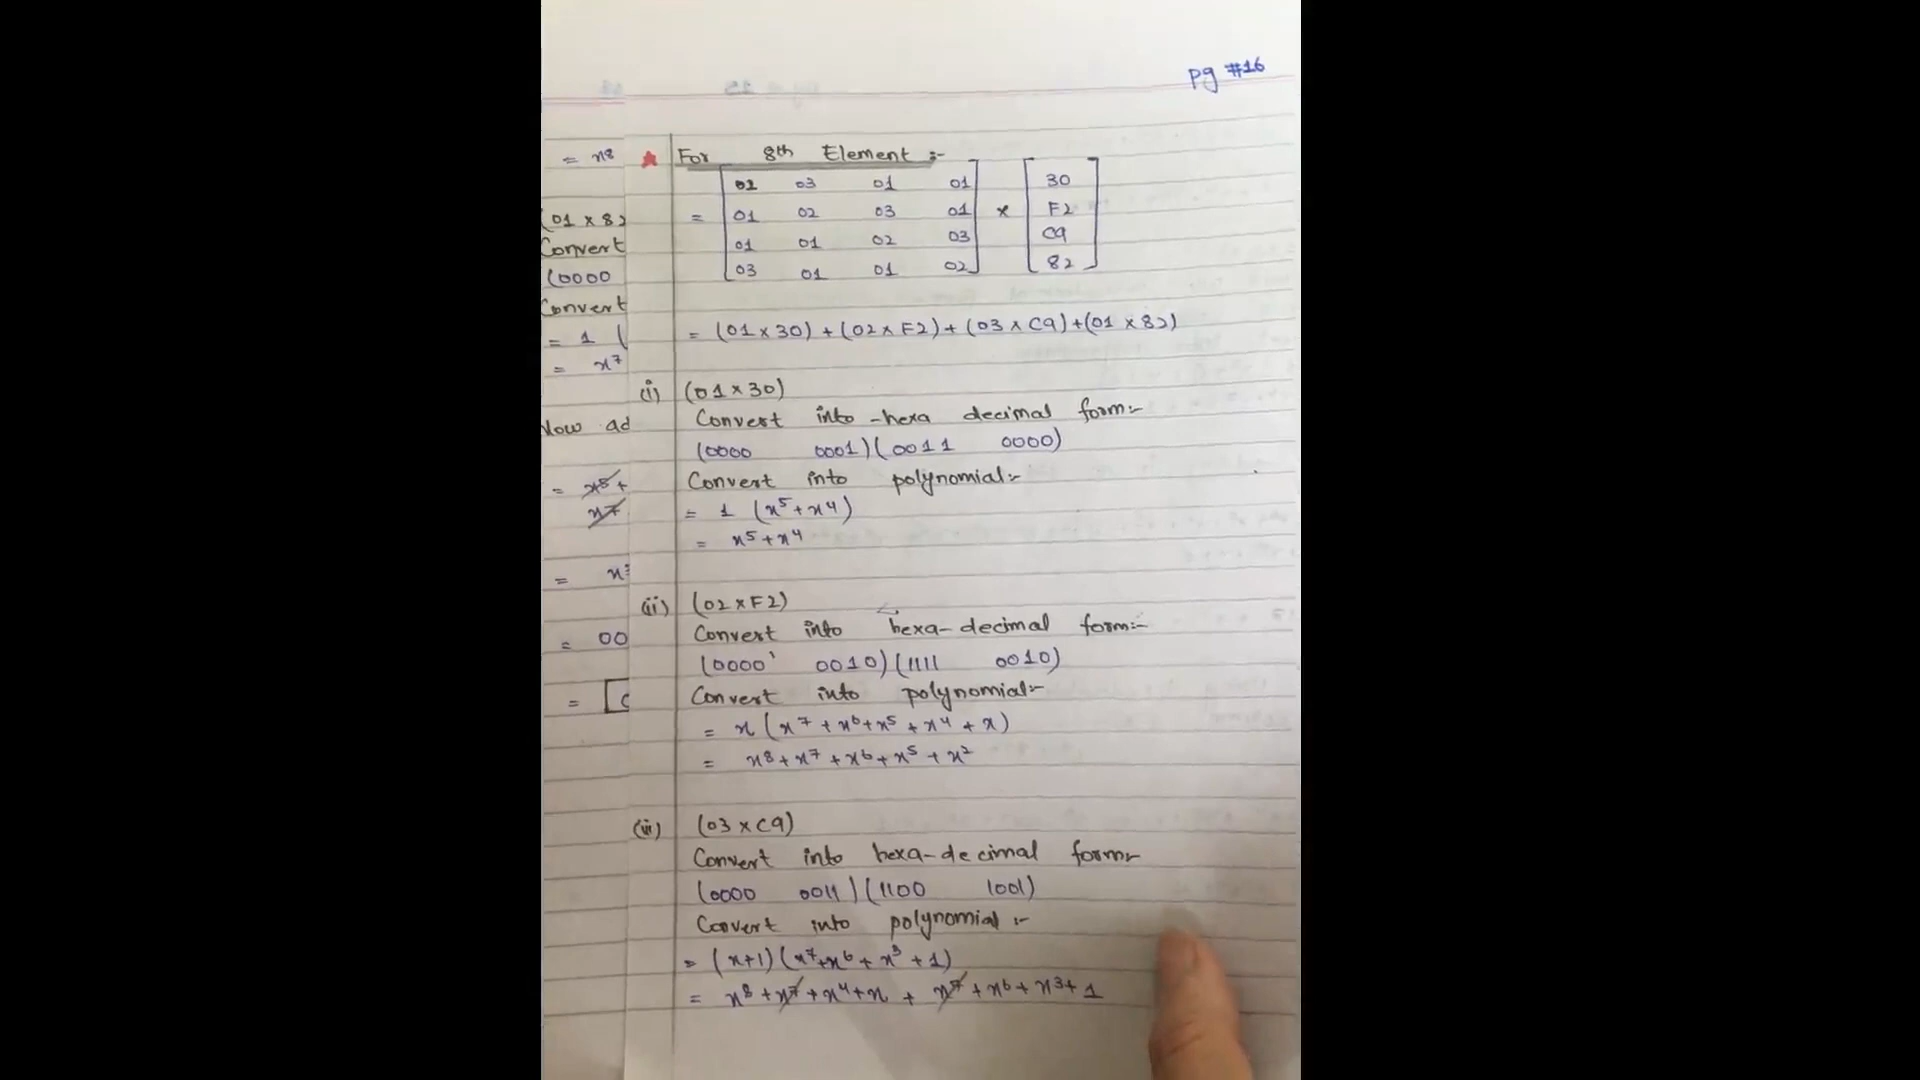 pg #16
= x8
★ For 8th Element :-
02 03 01 01 30
(01 x 82
= 01 02 03 01 x F2
Convert
01 01 02 03 C9
(0000
03 01 01 02 82
Convert
= 1 (
= (01 x 30) + (02 x F2) + (03 x C9) + (01 x 82)
= x⁷
(i) (01 x 30)
Now ad
Convert into -hexa decimal form:-
(0000 0001) (0011 0000)
= x⁸ +
Convert into polynomial:-
x⁷
= 1 (x⁵ + x⁴)
= x⁵ + x⁴
= x³
(ii) (02 x F2)
Convert into hexa-decimal form:-
= 00
(0000 0010) (1111 0010)
= [C
Convert into polynomial:-
= x (x⁷ + x⁶ + x⁵ + x⁴ + x)
= x⁸ + x⁷ + x⁶ + x⁵ + x²
(iii) (03 x C9)
Convert into hexa-decimal form:-
(0000 0011) (1100 1001)
Convert into polynomial :-
= (x+1) (x⁷ + x⁶ + x³ + 1)
= x⁸ + x⁷ + x⁴ + x + x⁷ + x⁶ + x³ + 1